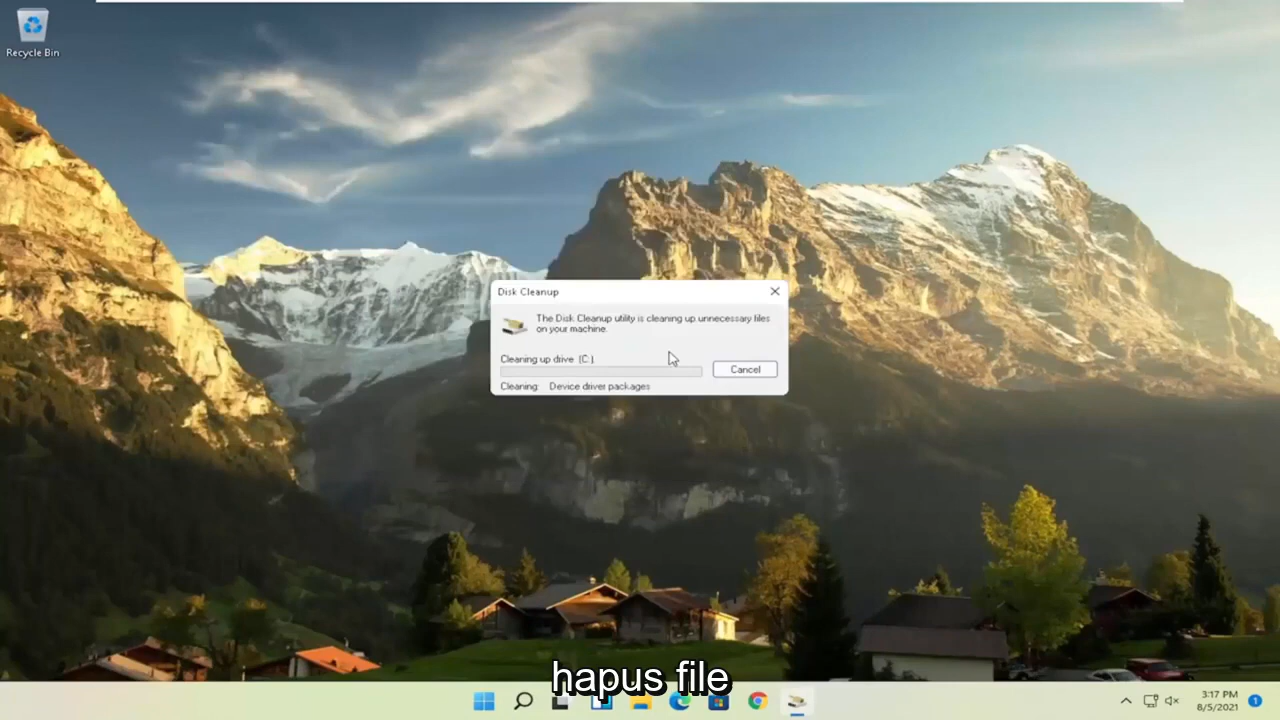 Recycle Bin
Disk Cleanup
The Disk Cleanup utility is cleaning up unnecessary files
on your machine.
Cleaning up drive (C:).
Cancel
Cleaning: Device driver packages
hapus file
3:17 PM
8/5/2021
1